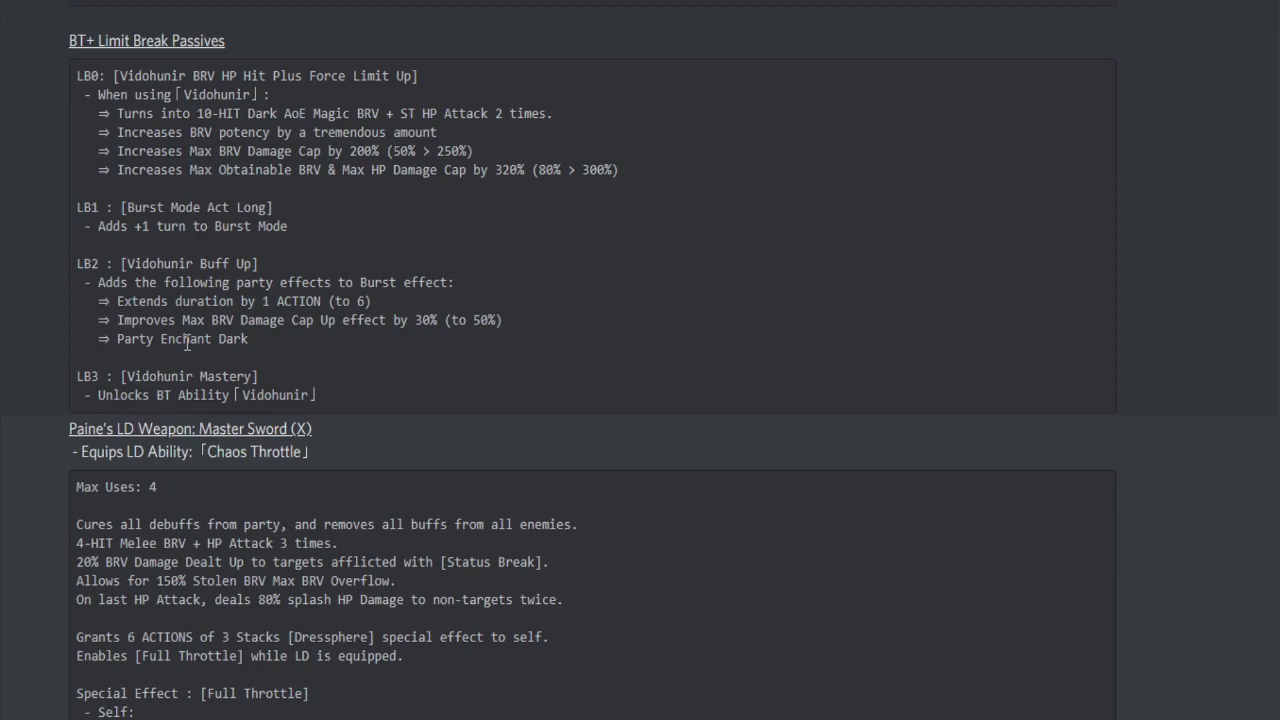 BT+ Limit Break Passives
LB0: [Vidohunir BRV HP Hit Plus Force Limit Up]
- When using「Vidohunir」:
⇒ Turns into 10-HIT Dark AoE Magic BRV + ST HP Attack 2 times.
⇒ Increases BRV potency by a tremendous amount
⇒ Increases Max BRV Damage Cap by 200% (50% > 250%)
⇒ Increases Max Obtainable BRV & Max HP Damage Cap by 320% (80% > 300%)
LB1 : [Burst Mode Act Long]
- Adds +1 turn to Burst Mode
LB2 : [Vidohunir Buff Up]
- Adds the following party effects to Burst effect:
⇒ Extends duration by 1 ACTION (to 6)
⇒ Improves Max BRV Damage Cap Up effect by 30% (to 50%)
⇒ Party Enchant Dark
LB3 : [Vidohunir Mastery]
- Unlocks BT Ability「Vidohunir」
Paine's LD Weapon: Master Sword (X)
- Equips LD Ability:「Chaos Throttle」
Max Uses: 4
Cures all debuffs from party, and removes all buffs from all enemies.
4-HIT Melee BRV + HP Attack 3 times.
20% BRV Damage Dealt Up to targets afflicted with [Status Break].
Allows for 150% Stolen BRV Max BRV Overflow.
On last HP Attack, deals 80% splash HP Damage to non-targets twice.
Grants 6 ACTIONS of 3 Stacks [Dressphere] special effect to self.
Enables [Full Throttle] while LD is equipped.
Special Effect : [Full Throttle]
- Self: